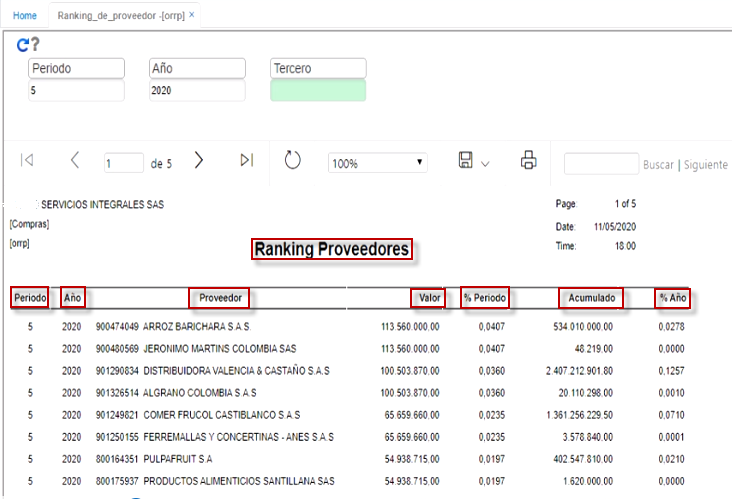 Home Ranking_de_proveedor -[orrp] ×
?
Periodo Año Tercero
5 2020
1 de 5 100% Buscar | Siguiente
SERVICIOS INTEGRALES SAS Page: 1 of 5
[Compras] Date: 11/05/2020
[orrp] Time: 18:00
Ranking Proveedores
Periodo Año Proveedor Valor % Periodo Acumulado % Año
5 2020 900474049 ARROZ BARICHARA S.A.S 113.560.000.00 0,0407 534.010.000.00 0.0278
5 2020 900480569 JERONIMO MARTINS COLOMBIA SAS 113.560.000.00 0,0407 48.219.00 0.0000
5 2020 901290834 DISTRIBUIDORA VALENCIA & CASTAÑO S.A.S 100.503.870.00 0,0360 2.407.212.901.80 0.1257
5 2020 901326514 ALGRANO COLOMBIA S.A.S 100.503.870.00 0,0360 20.110.298.00 0.0010
5 2020 901249821 COMER FRUCOL CASTIBLANCO S.A.S 65.659.660.00 0,0235 1.361.256.229.50 0.0710
5 2020 901250155 FERREMALLAS Y CONCERTINAS - ANES S.A.S 65.659.660.00 0,0235 3.578.840.00 0.0001
5 2020 800164351 PULPAFRUIT S.A 54.938.715.00 0,0197 402.547.810.00 0.0210
5 2020 800175937 PRODUCTOS ALIMENTICIOS SANTILLANA SAS 54.938.715.00 0,0197 1.620.000.00 0.0000